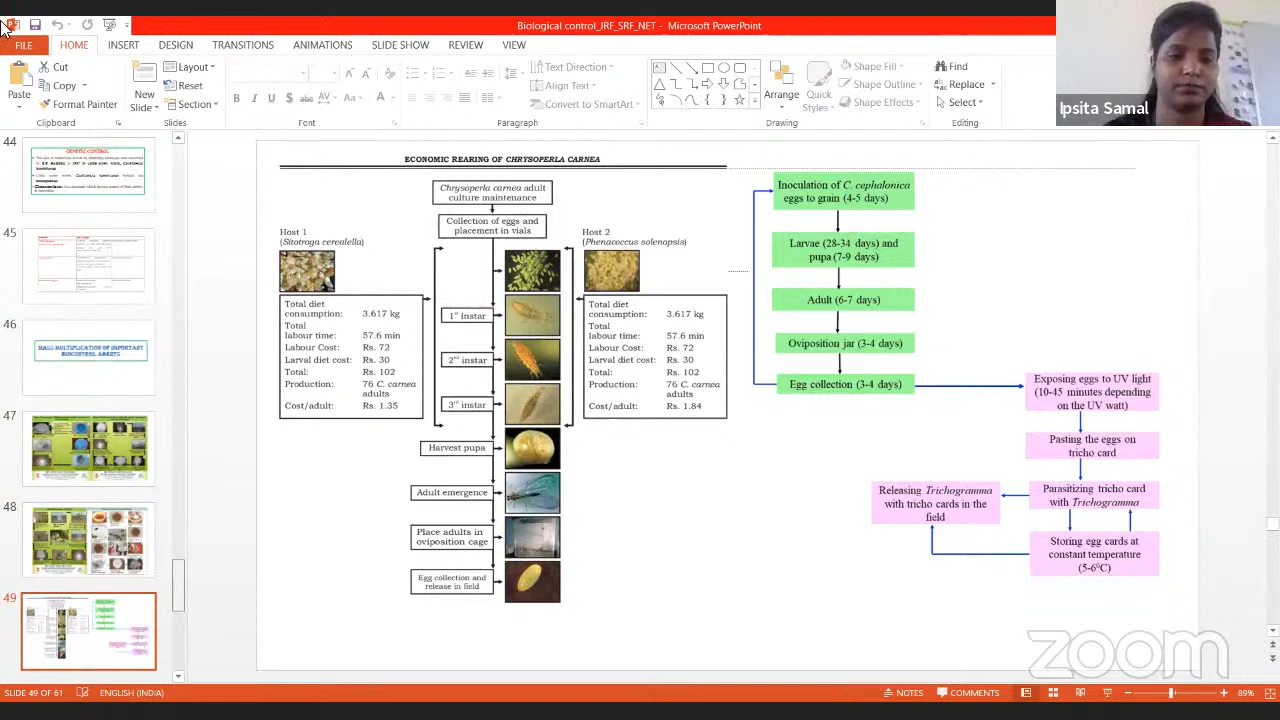 Biological control_JRF_SRF_NET - Microsoft PowerPoint
FILE HOME INSERT DESIGN TRANSITIONS ANIMATIONS SLIDE SHOW REVIEW VIEW
Paste
Cut
Copy
Format Painter
Clipboard
New
Slide
Layout
Reset
Section
Slides
Font
Text Direction
Align Text
Convert to SmartArt
Paragraph
Arrange
Quick
Styles
Shape Fill
Shape Outline
Shape Effects
Drawing
Find
Replace
Select
Editing
Ipsita Samal
44
GENETIC CONTROL
45
46
MASS MULTIPLICATION OF IMPORTANT
BIOCONTROL AGENTS
47
48
49
ECONOMIC REARING OF CHRYSOPERLA CARNEA
Chrysoperla carnea adult
culture maintenance
Collection of eggs and
placement in vials
Host 1
(Sitotroga cerealella)
Total diet
consumption: 3.617 kg
Total
labour time: 57.6 min
Labour Cost: Rs. 72
Larval diet cost: Rs. 30
Total: Rs. 102
Production: 76 C. carnea
adults
Cost/adult: Rs. 1.35
1st instar
2nd instar
3rd instar
Harvest pupa
Adult emergence
Place adults in
oviposition cage
Egg collection and
release in field
Host 2
(Phenacoccus solenopsis)
Total diet
consumption: 3.617 kg
Total
labour time: 57.6 min
Labour Cost: Rs. 72
Larval diet cost: Rs. 30
Total: Rs. 102
Production: 76 C. carnea
adults
Cost/adult: Rs. 1.84
Inoculation of C. cephalonica
eggs to grain (4-5 days)
Larvae (28-34 days) and
pupa (7-9 days)
Adult (6-7 days)
Oviposition jar (3-4 days)
Egg collection (3-4 days)
Exposing eggs to UV light
(10-45 minutes depending
on the UV watt)
Pasting the eggs on
tricho card
Parasitizing tricho card
with Trichogramma
Releasing Trichogramma
with tricho cards in the
field
Storing egg cards at
constant temperature
(5-6⁰C)
zoom
SLIDE 49 OF 61 ENGLISH (INDIA) NOTES COMMENTS 89%